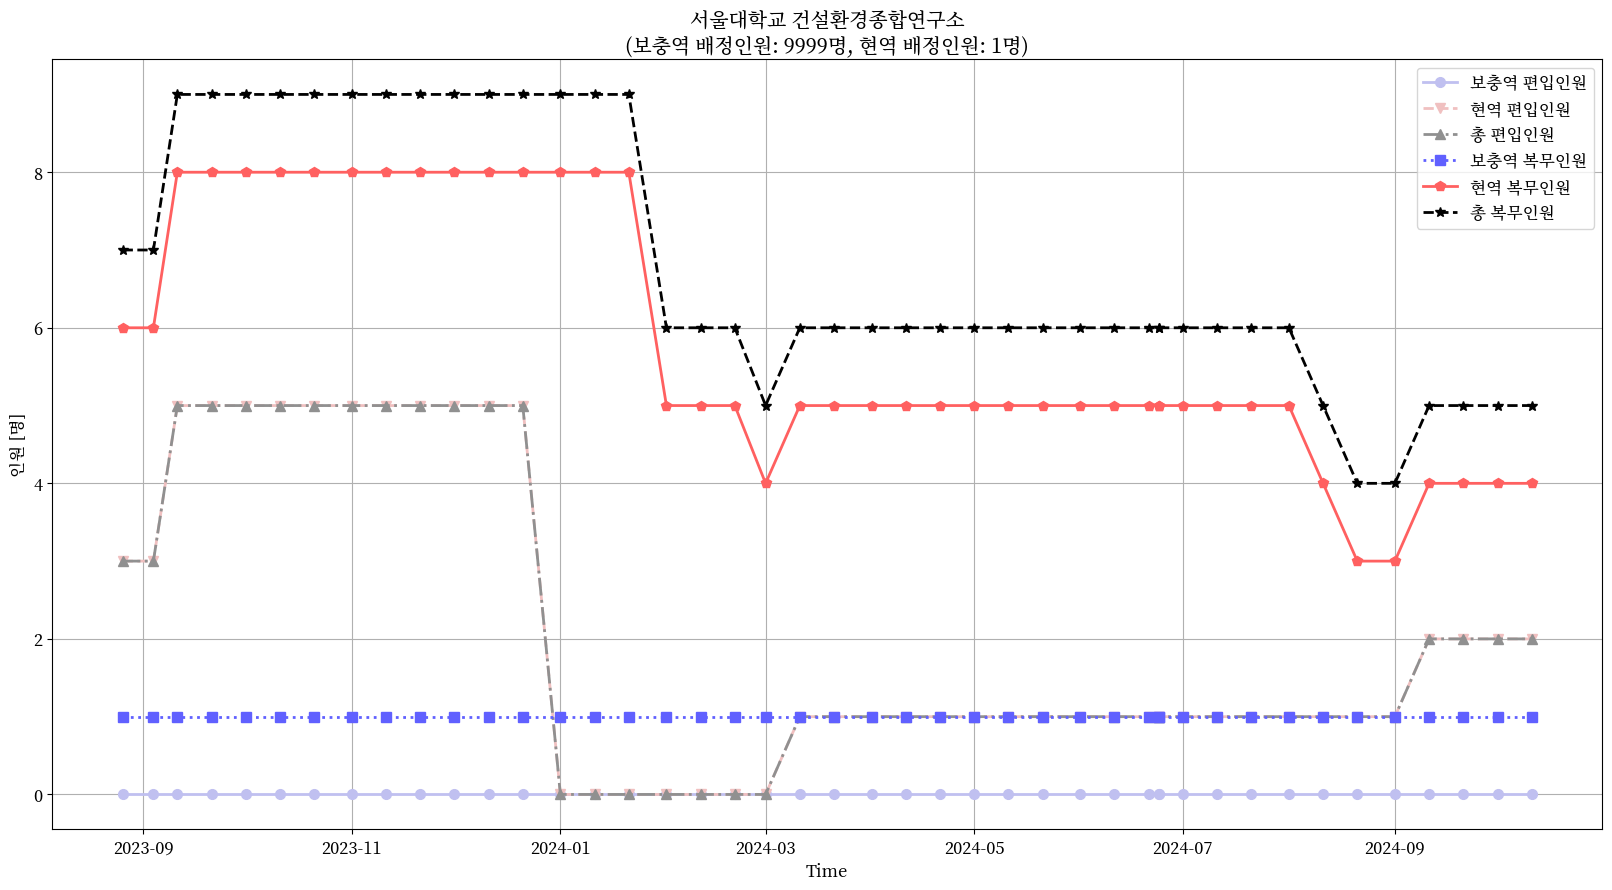 서울대학교 건설환경종합연구소
(보충역 배정인원: 9999명, 현역 배정인원: 1명)
보충역 편입인원
현역 편입인원
총 편입인원
보충역 복무인원
현역 복무인원
총 복무인원
인원 [명]
8
6
4
2
0
2023-09
2023-11
2024-01
2024-03
2024-05
2024-07
2024-09
Time